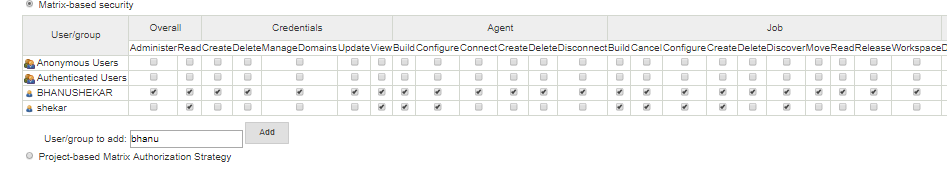 Matrix-based security
User/group Overall Credentials Agent Job
Administer Read Create Delete ManageDomains Update View Build Configure Connect Create Delete Disconnect Build Cancel Configure Create Delete Discover Move Read Release Workspace D
Anonymous Users
Authenticated Users
BHANUSHEKAR
shekar
User/group to add: bhanu Add
Project-based Matrix Authorization Strategy